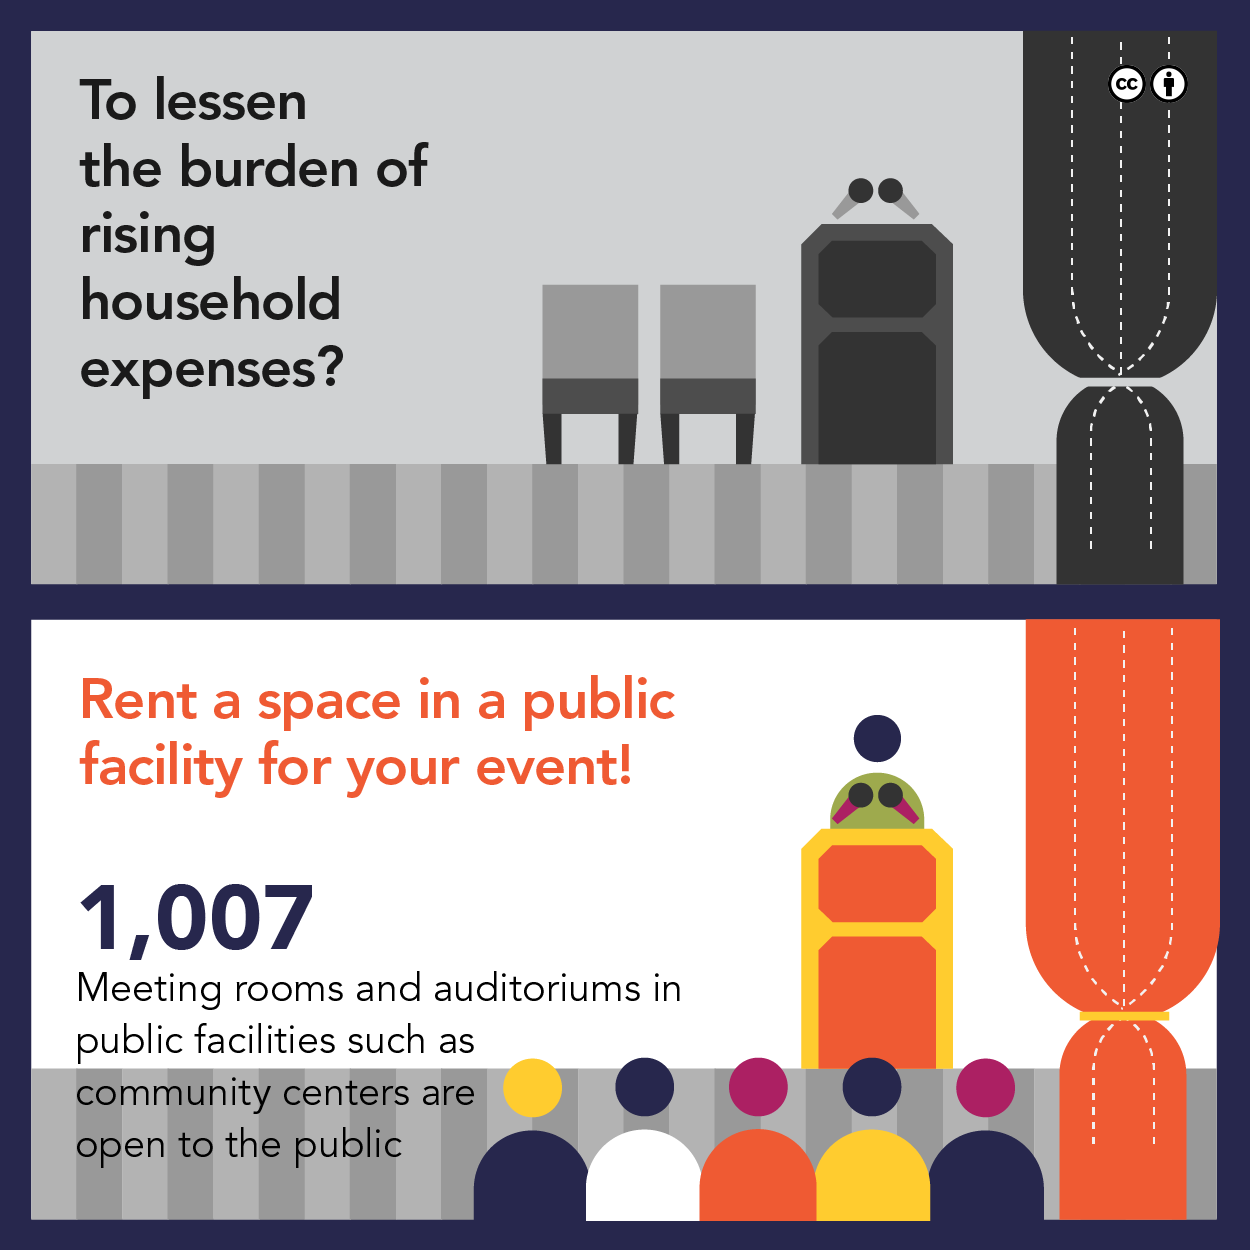 To lessen
the burden of
rising
household
expenses?
cc
Rent a space in a public
facility for your event!
1,007
Meeting rooms and auditoriums in
public facilities such as
community centers are
open to the public